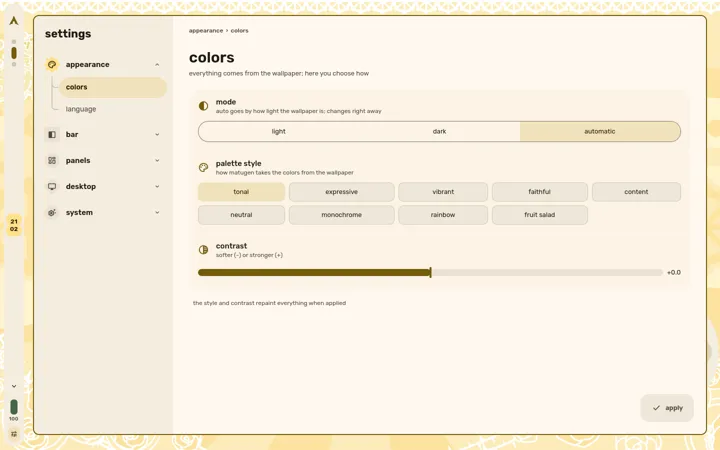 settings
appearance
colors
language
bar
panels
desktop
system
21
02
100
appearance › colors
colors
everything comes from the wallpaper; here you choose how
mode
auto goes by how light the wallpaper is; changes right away
light dark automatic
palette style
how matugen takes the colors from the wallpaper
tonal expressive vibrant faithful content
neutral monochrome rainbow fruit salad
contrast
softer (-) or stronger (+)
+0.0
the style and contrast repaint everything when applied
apply